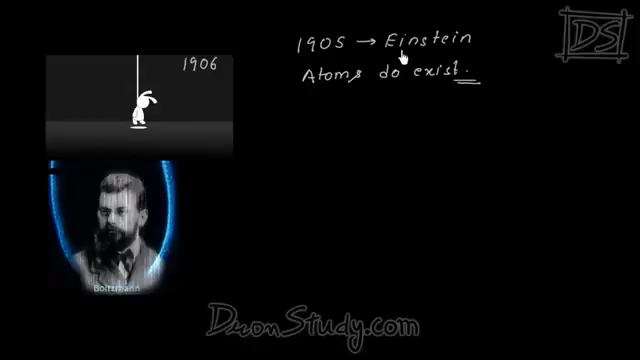 1905 → Einstein
Atoms do exist.
1906
Boltzmann
DS
DronStudy.com